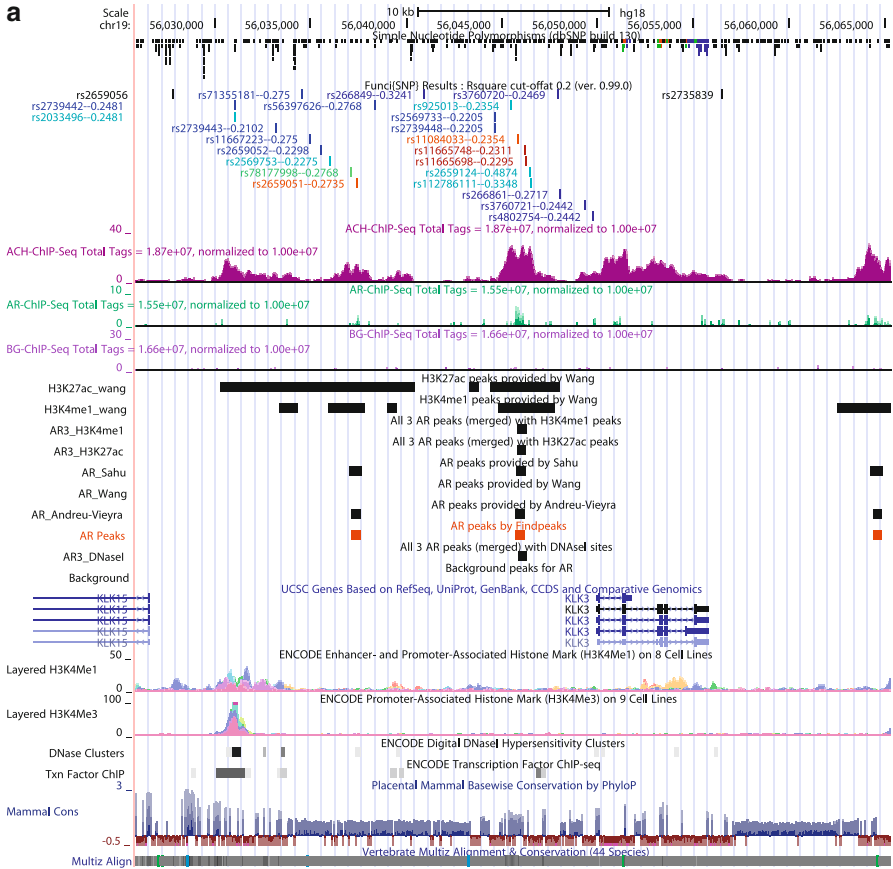 a
Scale
10 kb
hg18
chr19:
56,030,000
56,035,000
56,040,000
56,045,000
56,050,000
56,055,000
56,060,000
56,065,000
Simple Nucleotide Polymorphisms (dbSNP build 130)
Funci{SNP} Results : Rsquare cut-offat 0.2 (ver. 0.99.0)
rs2659056
rs71355181--0.275
rs266849--0.3241
rs3760720--0.2469
rs2735839
rs2739442--0.2481
rs56397626--0.2768
rs925013--0.2354
rs2033496--0.2481
rs2569733--0.2205
rs2739443--0.2102
rs2739448--0.2205
rs11667223--0.275
rs11084033--0.2354
rs2659052--0.2298
rs11665748--0.2311
rs2569753--0.2275
rs11665698--0.2295
rs78177998--0.2768
rs2659124--0.4874
rs2659051--0.2735
rs112786111--0.3348
rs266861--0.2717
rs3760721--0.2442
rs4802754--0.2442
40
ACH-ChIP-Seq Total Tags = 1.87e+07, normalized to 1.00e+07
ACH-ChIP-Seq Total Tags = 1.87e+07, normalized to 1.00e+07
0
10
AR-ChIP-Seq Total Tags = 1.55e+07, normalized to 1.00e+07
AR-ChIP-Seq Total Tags = 1.55e+07, normalized to 1.00e+07
0
30
BG-ChIP-Seq Total Tags = 1.66e+07, normalized to 1.00e+07
BG-ChIP-Seq Total Tags = 1.66e+07, normalized to 1.00e+07
0
H3K27ac peaks provided by Wang
H3K27ac_wang
H3K4me1 peaks provided by Wang
H3K4me1_wang
All 3 AR peaks (merged) with H3K4me1 peaks
AR3_H3K4me1
All 3 AR peaks (merged) with H3K27ac peaks
AR3_H3K27ac
AR peaks provided by Sahu
AR_Sahu
AR peaks provided by Wang
AR_Wang
AR peaks provided by Andreu-Vieyra
AR_Andreu-Vieyra
AR peaks by Findpeaks
AR Peaks
All 3 AR peaks (merged) with DNAsel sites
AR3_DNaseI
Background peaks for AR
Background
UCSC Genes Based on RefSeq, UniProt, GenBank, CCDS and Comparative Genomics
KLK15
KLK3
KLK15
KLK3
KLK15
KLK3
KLK15
KLK3
KLK15
KLK3
50
ENCODE Enhancer- and Promoter-Associated Histone Mark (H3K4Me1) on 8 Cell Lines
Layered H3K4Me1
0
100
ENCODE Promoter-Associated Histone Mark (H3K4Me3) on 9 Cell Lines
Layered H3K4Me3
0
ENCODE Digital DNaseI Hypersensitivity Clusters
DNase Clusters
ENCODE Transcription Factor ChIP-seq
Txn Factor ChIP
3
Placental Mammal Basewise Conservation by PhyloP
Mammal Cons
-0.5
Vertebrate Multiz Alignment & Conservation (44 Species)
Multiz Align